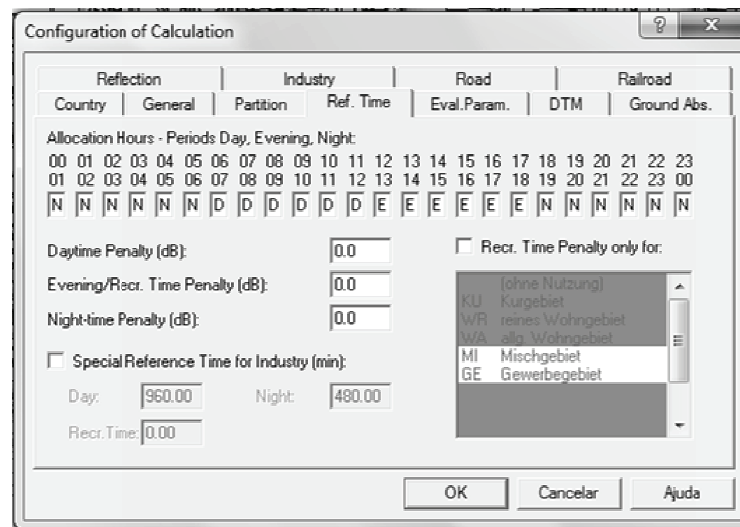 Configuration of Calculation
Reflection Industry Road Railroad
Country General Partition Ref. Time Eval.Param. DTM Ground Abs.
Allocation Hours - Periods Day, Evening, Night:
00 01 02 03 04 05 06 07 08 09 10 11 12 13 14 15 16 17 18 19 20 21 22 23
01 02 03 04 05 06 07 08 09 10 11 12 13 14 15 16 17 18 19 20 21 22 23 00
N N N N N N D D D D D D E E E E E E N N N N N N
Daytime Penalty (dB): 0.0 Recr. Time Penalty only for:
Evening/Recr. Time Penalty (dB): 0.0 (ohne Nutzung)
KU Kurgebiet
Night-time Penalty (dB): 0.0 WR reines Wohngebiet
WA allg. Wohngebiet
Special Reference Time for Industry (min): MI Mischgebiet
GE Gewerbegebiet
Day: 960.00 Night: 480.00
Recr.Time: 0.00
OK Cancelar Ajuda